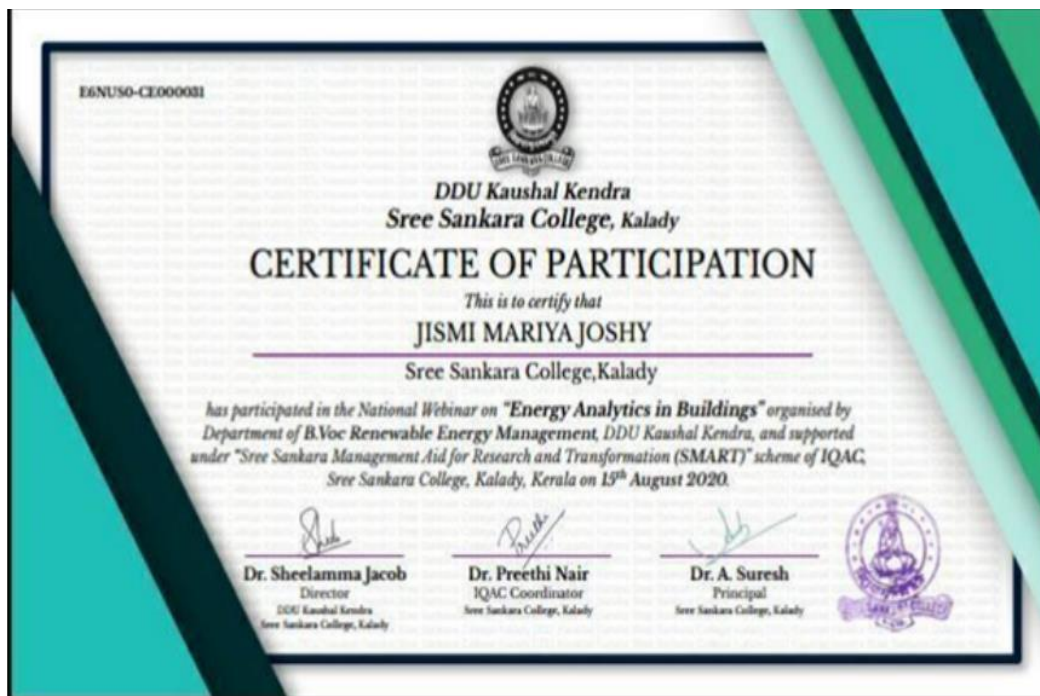 E6NUS0-CE000031
SREE SANKARA COLLEGE
DDU Kaushal Kendra
Sree Sankara College, Kalady
CERTIFICATE OF PARTICIPATION
This is to certify that
JISMI MARIYA JOSHY
Sree Sankara College,Kalady
has participated in the National Webinar on "Energy Analytics in Buildings" organised by
Department of B.Voc Renewable Energy Management, DDU Kaushal Kendra, and supported
under "Sree Sankara Management Aid for Research and Transformation (SMART)" scheme of IQAC,
Sree Sankara College, Kalady, Kerala on 15th August 2020.
Preethi
Dr. Sheelamma Jacob
Director
DDU Kaushal Kendra
Sree Sankara College, Kalady
Dr. Preethi Nair
IQAC Coordinator
Sree Sankara College, Kalady
Dr. A. Suresh
Principal
Sree Sankara College, Kalady